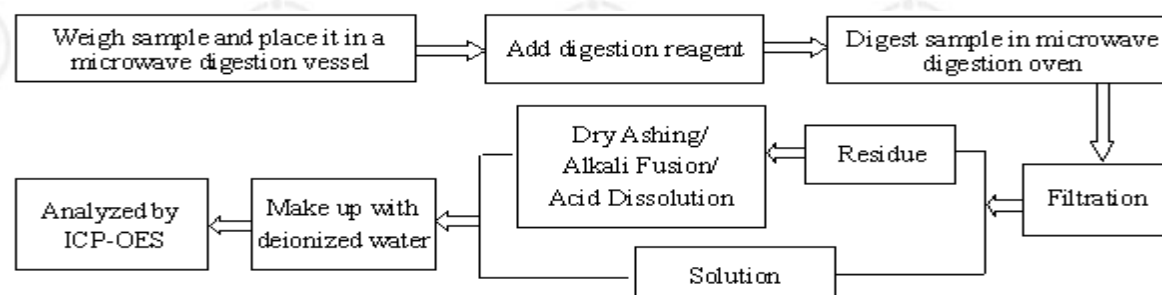 Weigh sample and place it in a
microwave digestion vessel
Add digestion reagent
Digest sample in microwave
digestion oven
Filtration
Residue
Dry Ashing/
Alkali Fusion/
Acid Dissolution
Solution
Make up with
deionized water
Analyzed by
ICP-OES